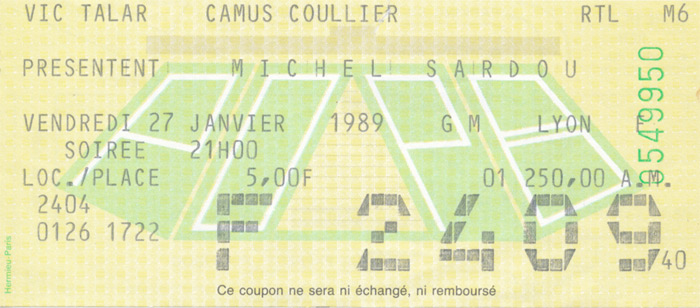 VIC TALAR CAMUS COULLIER RTL M6
PRESENTENT MICHEL SARDOU
VENDREDI 27 JANVIER 1989 G M LYON E
SOIREE 21H00
LOC./PLACE 5,00F 01 250,00 A.M.
2404
0126 1722 F 2409 /40
Ce coupon ne sera ni échangé, ni remboursé
Hermieu Paris
9549950